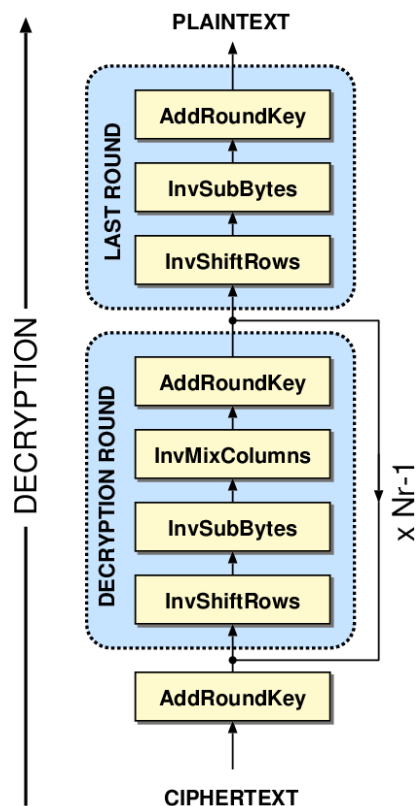 PLAINTEXT
AddRoundKey
InvSubBytes
InvShiftRows
LAST ROUND
AddRoundKey
InvMixColumns
InvSubBytes
InvShiftRows
DECRYPTION ROUND
x Nr-1
AddRoundKey
CIPHERTEXT
DECRYPTION